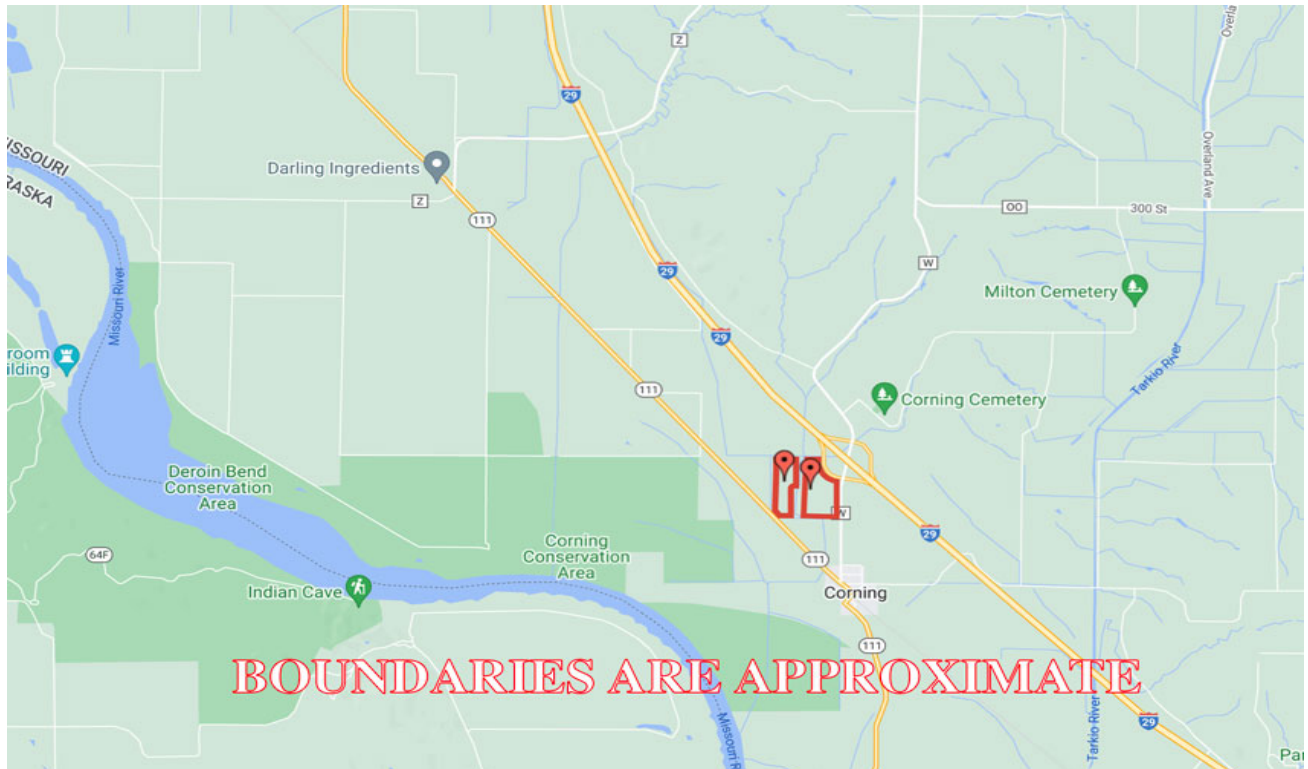 Overl
Z
29
MISSOURI
RASKA
Darling Ingredients
Z
111
Overland Ave
OO
300 St
W
29
Milton Cemetery
Missouri River
room
ilding
29
Tarkio River
111
Corning Cemetery
Deroin Bend
Conservation
Area
W
29
64F
Corning
Conservation
Area
111
Indian Cave
Corning
111
BOUNDARIES ARE APPROXIMATE
Missouri R
Tarkio River
29
Par